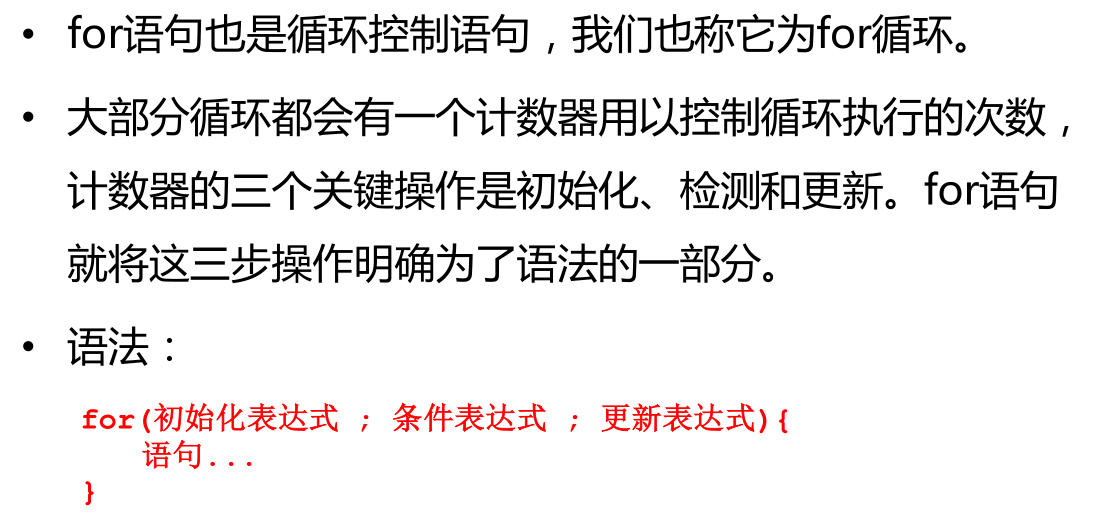 • for语句也是循环控制语句，我们也称它为for循环。
• 大部分循环都会有一个计数器用以控制循环执行的次数，
计数器的三个关键操作是初始化、检测和更新。for语句
就将这三步操作明确为了语法的一部分。
• 语法：
for(初始化表达式 ; 条件表达式 ; 更新表达式){
语句...
}